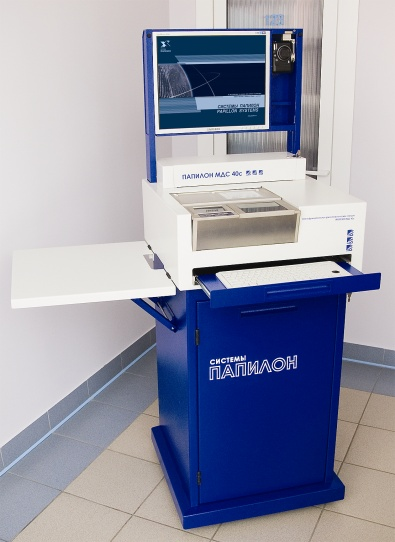 СИСТЕМЫ ПАПИЛОН
PAPILLON SYSTEMS
ПАПИЛОН МДС 40с
СИСТЕМЫ
ПАПИЛОН